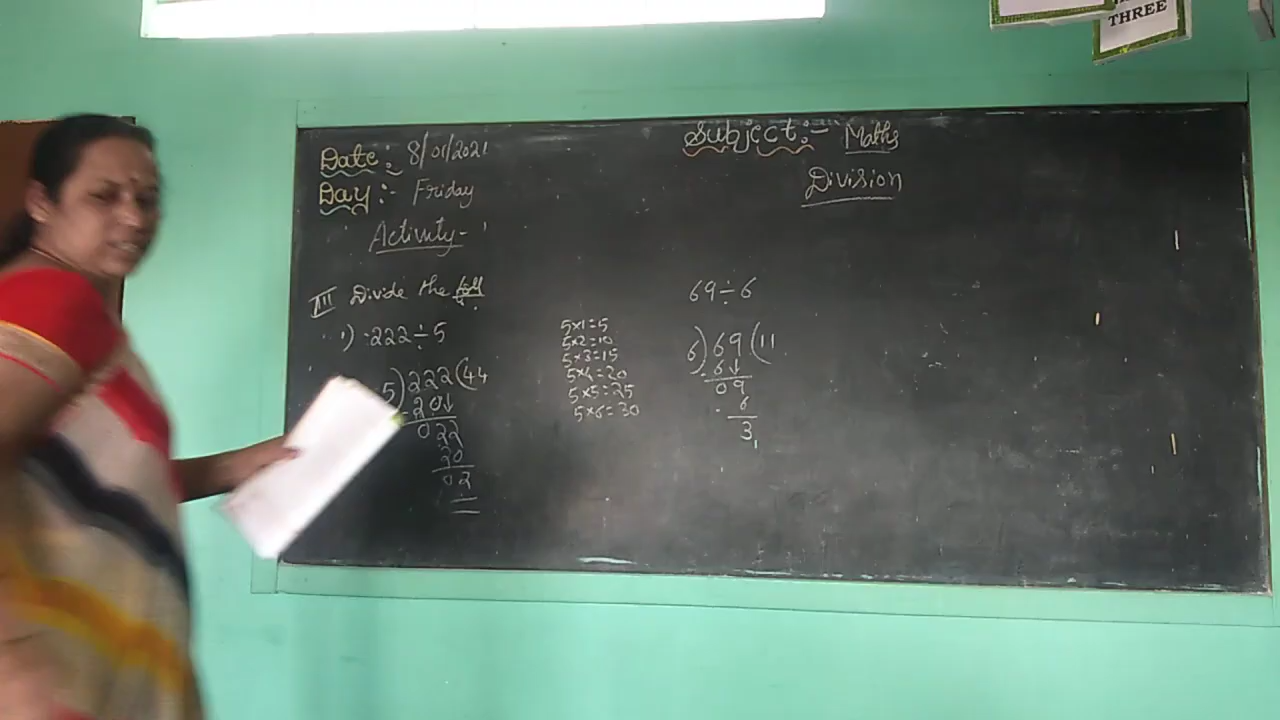 THREE
Date:- 8/01/2021
Day:- Friday
Activity-
Subject:- Maths
Division
III Divide the foll
1) 222÷5
5)222(44
-20↓
022
20
02
5×1=5
5×2=10
5×3=15
5×4=20
5×5=25
5×6=30
69÷6
6)69(11
-6↓
09
-6
3